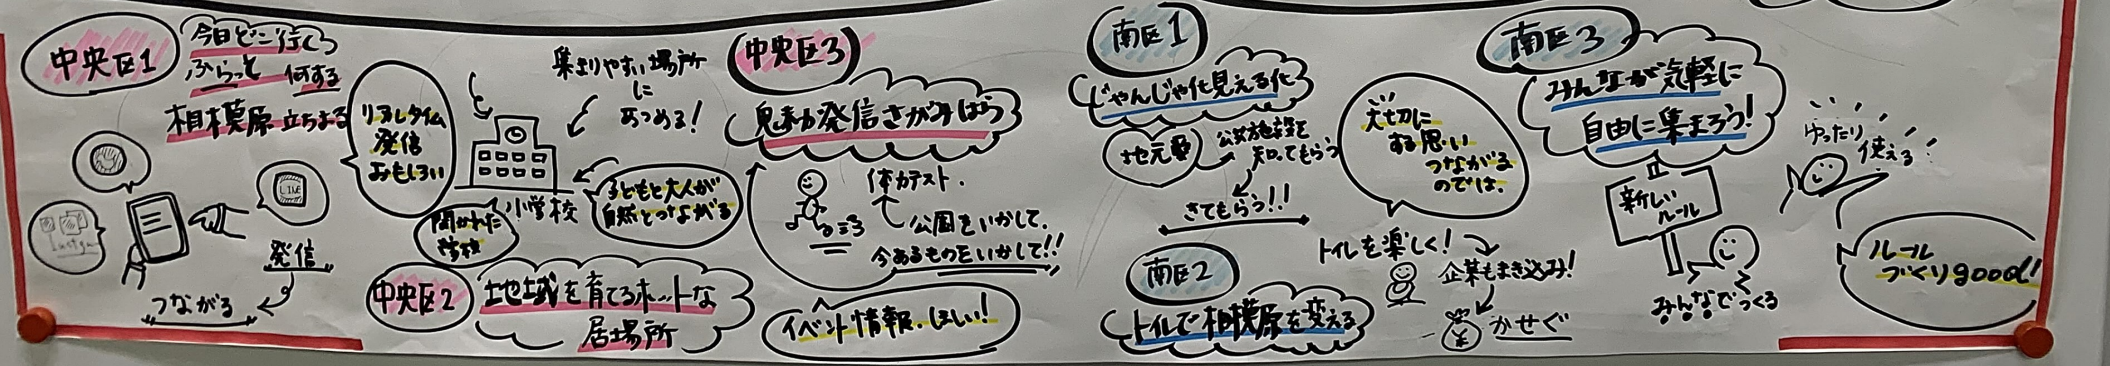 中央区1
今日どこ行く
ふらっと 何する
相模原 立ちよる
リアルタイム
発信
おもしろい
LIVE
発信
つながる
集まりやすい場所
に
あつめる!
小学校
開かれた
学校
子どもと大人が
自然とつながる
中央区2
地域を育てるホットな
居場所
中央区3
魅力発信さがみはら
体力テスト.
公園をいかして.
今あるものをいかして!!
イベント情報.ほしい!
南区1
じゃんじゃん見える化
地元愛
公共施設を
知ってもらう
きてもらう!!
大切に
する思い
つながる
のでは.
南区2
トイレで相模原を変える
トイレを楽しく!
企業もまき込み!
かせぐ
南区3
みんなが気軽に
自由に集まろう!
新しい
ルール
みんなでつくる
ゆったり
使える
ルール
づくりgood!